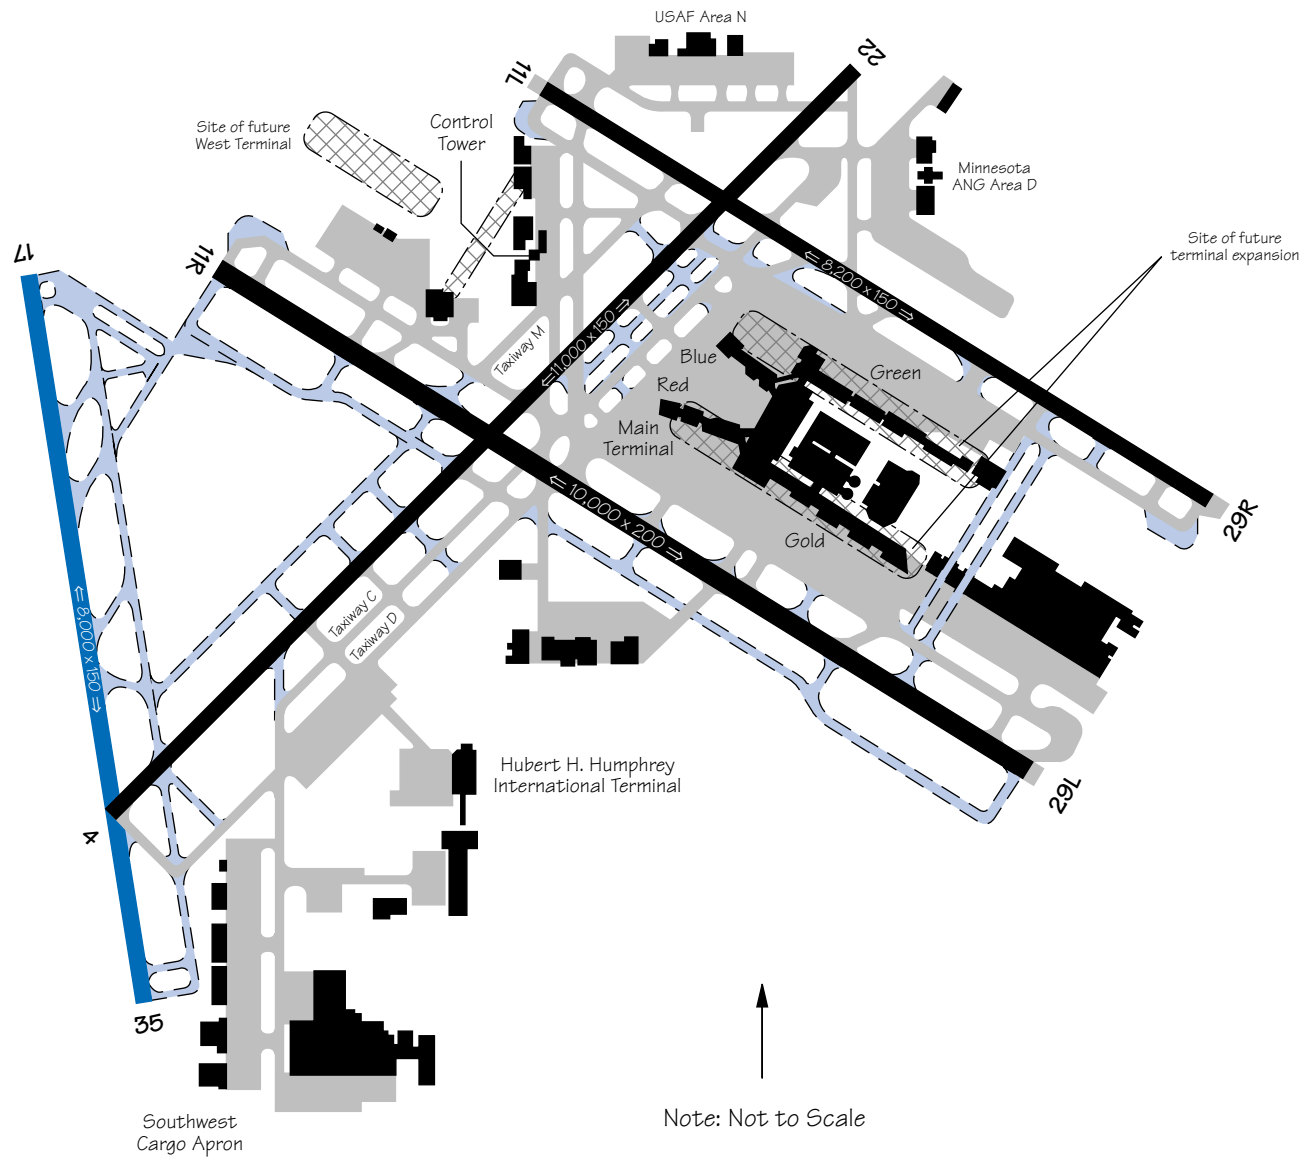 USAF Area N
22
11L
Control
Tower
Site of future
West Terminal
Minnesota
ANG Area D
Site of future
terminal expansion
17
11R
⇐ 8,200 x 150 ⇒
⇐ 11,000 x 150 ⇒
Taxiway M
Blue
Green
Red
Main
Terminal
⇐ 10,000 x 200 ⇒
Gold
29R
⇐ 8,000 x 150 ⇒
Taxiway C
Taxiway D
Hubert H. Humphrey
International Terminal
29L
4
35
Southwest
Cargo Apron
Note: Not to Scale